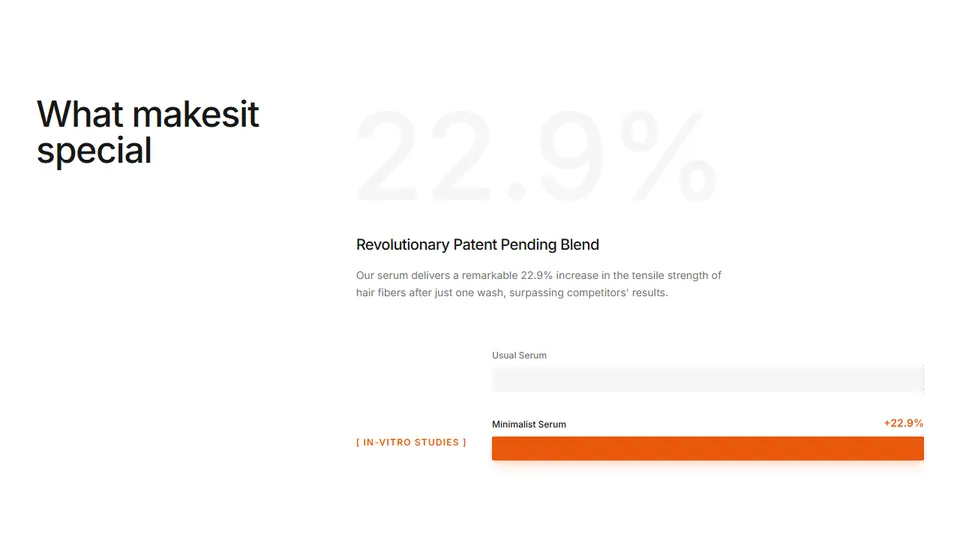 What makesit
special
22.9%
Revolutionary Patent Pending Blend
Our serum delivers a remarkable 22.9% increase in the tensile strength of
hair fibers after just one wash, surpassing competitors' results.
Usual Serum
Minimalist Serum
+22.9%
[ IN-VITRO STUDIES ]